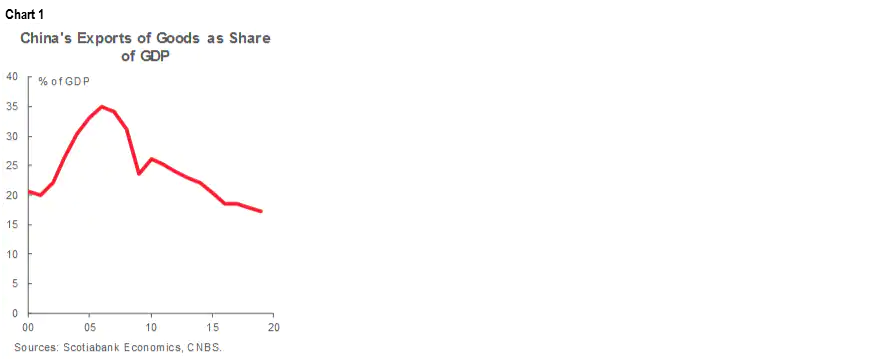 Chart 1
China's Exports of Goods as Share
of GDP
40
% of GDP
35
30
25
20
15
10
5
0
00 05 10 15 20
Sources: Scotiabank Economics, CNBS.